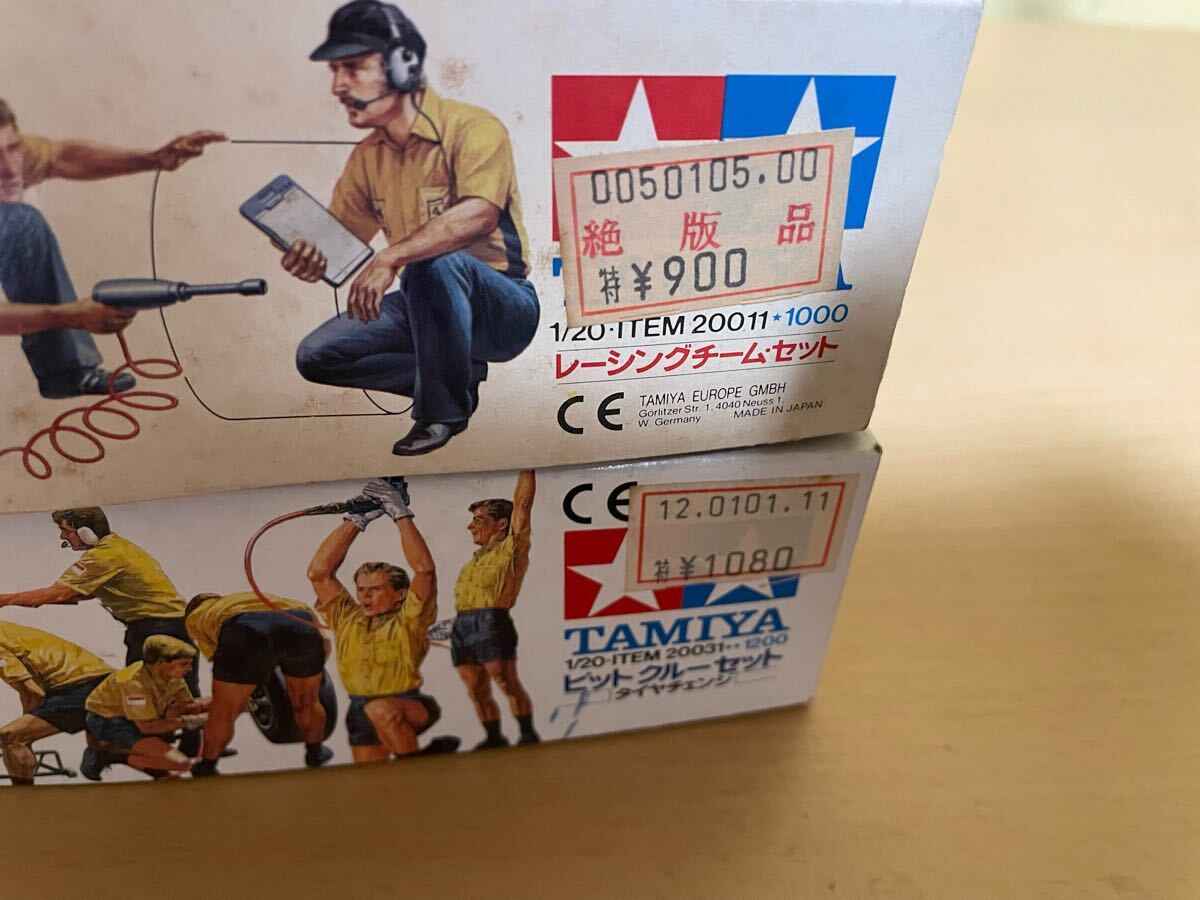 0050105.00
絶版品
特¥900
A
1/20・ITEM 20011★1000
レーシングチーム・セット
CE
TAMIYA EUROPE GMBH
Görlitzer Str. 1, 4040 Neuss 1,
W. Germany MADE IN JAPAN
CE
12.0101.11
特¥1080
TAMIYA
1/20・ITEM 20031★★1200
ピット クルー セット
タイヤチェンジ